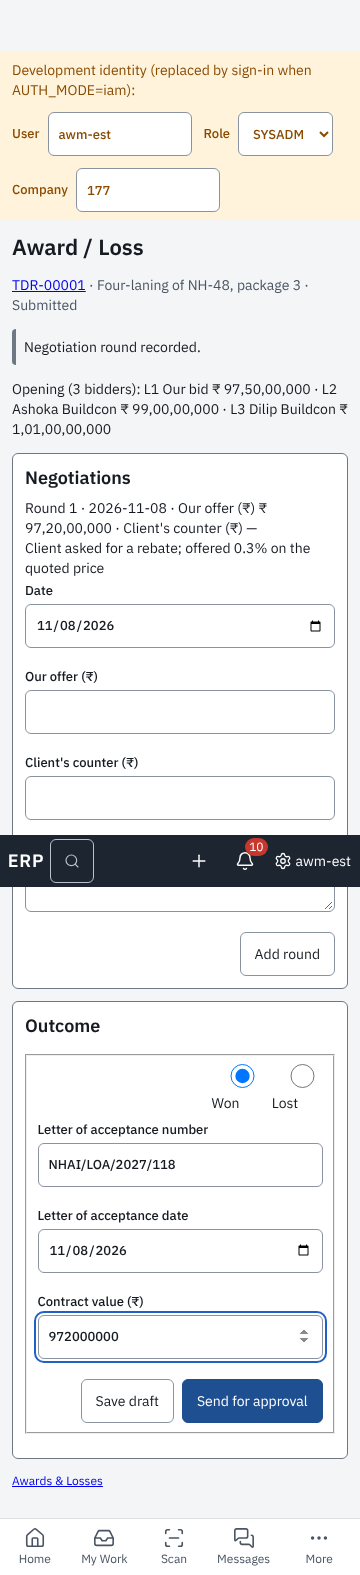 Development identity (replaced by sign-in when
AUTH_MODE=iam):
User awm-est Role SYSADM
Company 177
Award / Loss
TDR-00001 · Four-laning of NH-48, package 3 ·
Submitted
Negotiation round recorded.
Opening (3 bidders): L1 Our bid ₹ 97,50,00,000 · L2
Ashoka Buildcon ₹ 99,00,00,000 · L3 Dilip Buildcon ₹
1,01,00,00,000
Negotiations
Round 1 · 2026-11-08 · Our offer (₹) ₹
97,20,00,000 · Client's counter (₹) —
Client asked for a rebate; offered 0.3% on the
quoted price
Date
11/08/2026
Our offer (₹)
Client's counter (₹)
ERP 10 awm-est
Add round
Outcome
Won Lost
Letter of acceptance number
NHAI/LOA/2027/118
Letter of acceptance date
11/08/2026
Contract value (₹)
972000000
Save draft Send for approval
Awards & Losses
Home My Work Scan Messages More